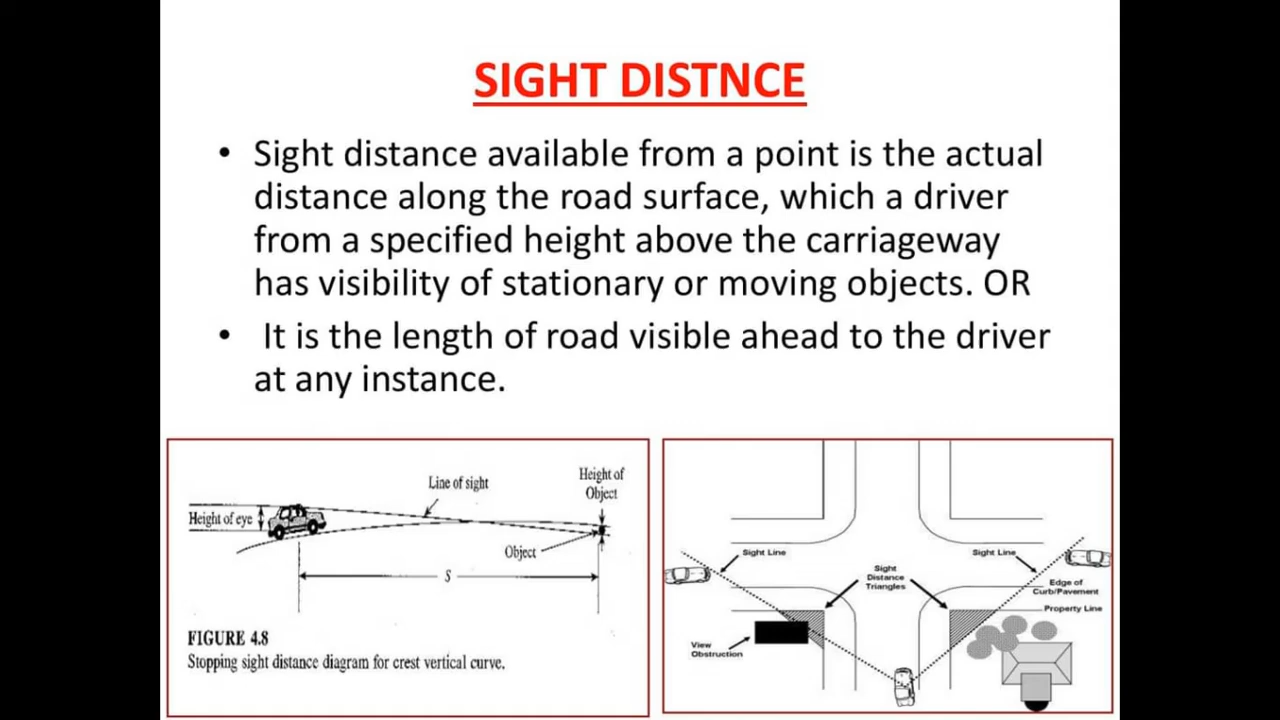 SIGHT DISTNCE
• Sight distance available from a point is the actual
distance along the road surface, which a driver
from a specified height above the carriageway
has visibility of stationary or moving objects. OR
• It is the length of road visible ahead to the driver
at any instance.
Line of sight
Height of
Object
Height of eye
Object
S
FIGURE 4.8
Stopping sight distance diagram for crest vertical curve.
Sight Line
Sight Line
Sight
Distance
Triangles
Edge of
Curb/Pavement
Property Line
View
Obstruction